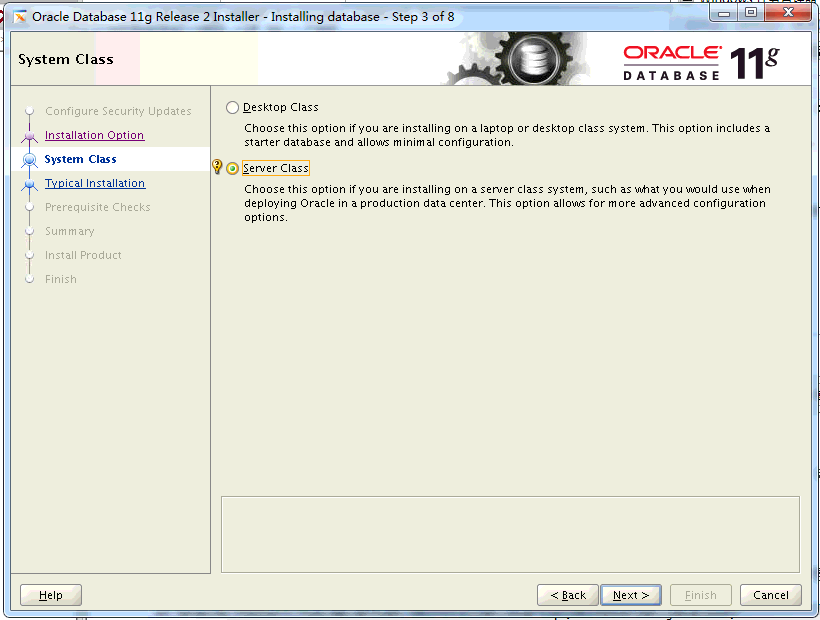 Oracle Database 11g Release 2 Installer - Installing database - Step 3 of 8
System Class
ORACLE
DATABASE
11g
Configure Security Updates
Installation Option
System Class
Typical Installation
Prerequisite Checks
Summary
Install Product
Finish
Desktop Class
Choose this option if you are installing on a laptop or desktop class system. This option includes a
starter database and allows minimal configuration.
Server Class
Choose this option if you are installing on a server class system, such as what you would use when
deploying Oracle in a production data center. This option allows for more advanced configuration
options.
Help
< Back
Next >
Finish
Cancel